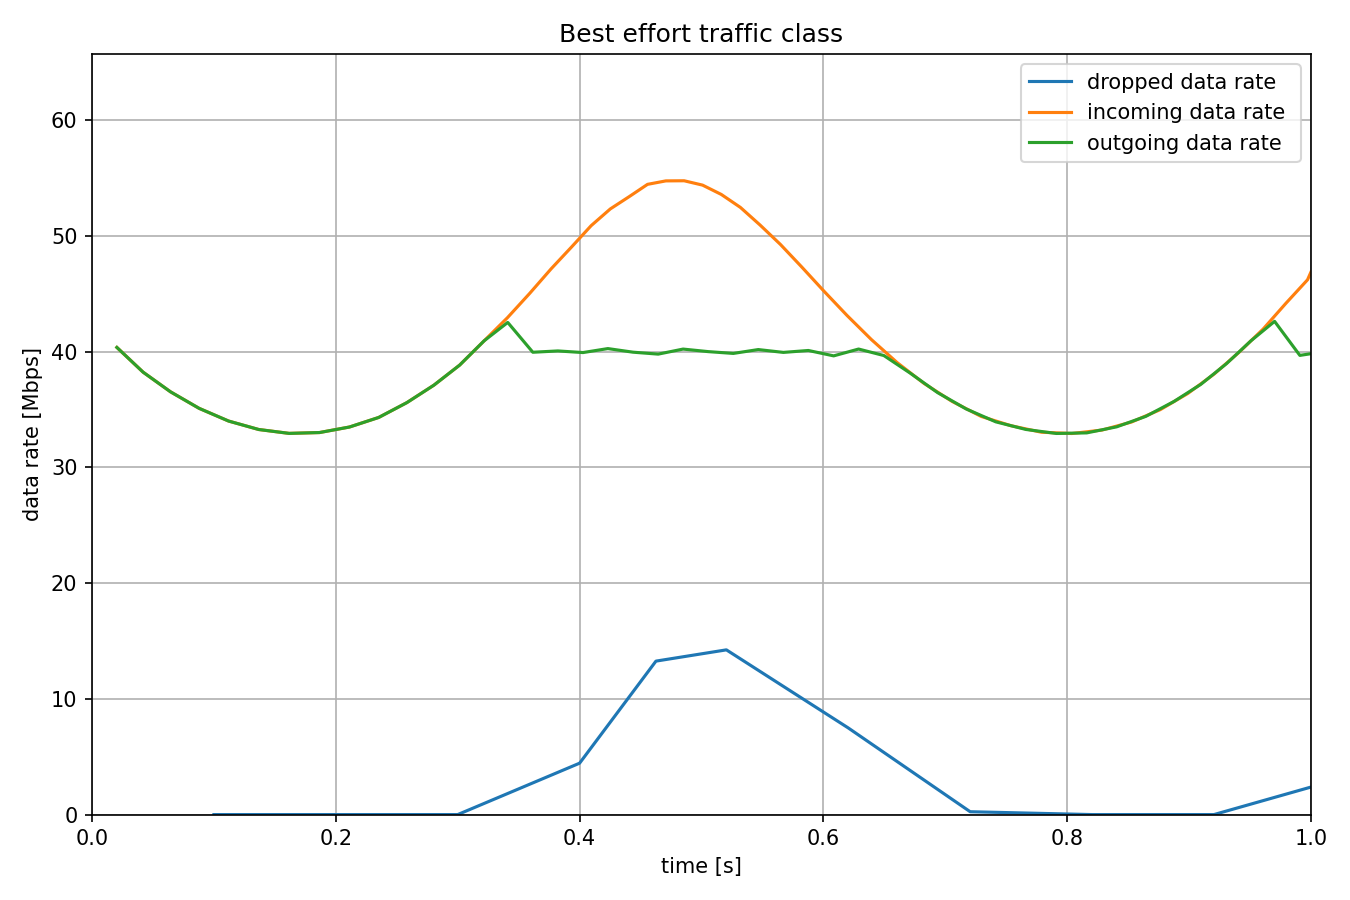 Best effort traffic class
dropped data rate
incoming data rate
outgoing data rate
data rate [Mbps]
60
50
40
30
20
10
0
0.0 0.2 0.4 0.6 0.8 1.0
time [s]